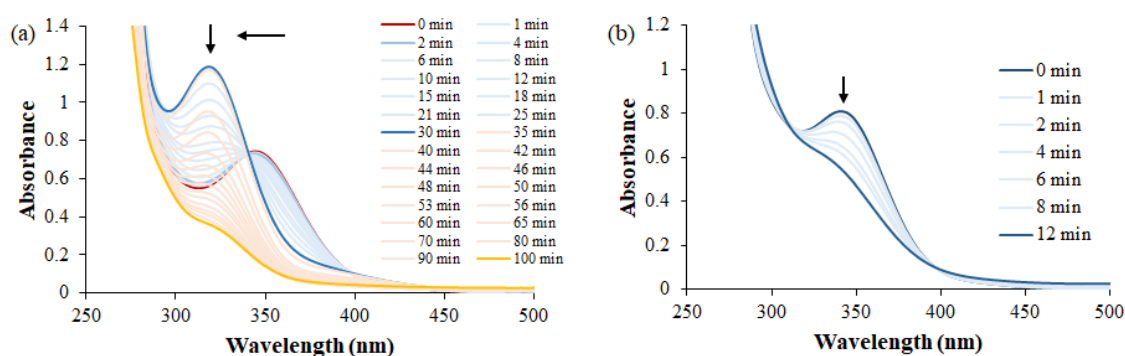 (a)
Absorbance
1.4
1.2
1
0.8
0.6
0.4
0.2
0
250 300 350 400 450 500
Wavelength (nm)
0 min 1 min
2 min 4 min
6 min 8 min
10 min 12 min
15 min 18 min
21 min 25 min
30 min 35 min
40 min 42 min
44 min 46 min
48 min 50 min
53 min 56 min
60 min 65 min
70 min 80 min
90 min 100 min
(b)
Absorbance
1.2
1
0.8
0.6
0.4
0.2
0
250 300 350 400 450 500
Wavelength (nm)
0 min
1 min
2 min
4 min
6 min
8 min
12 min